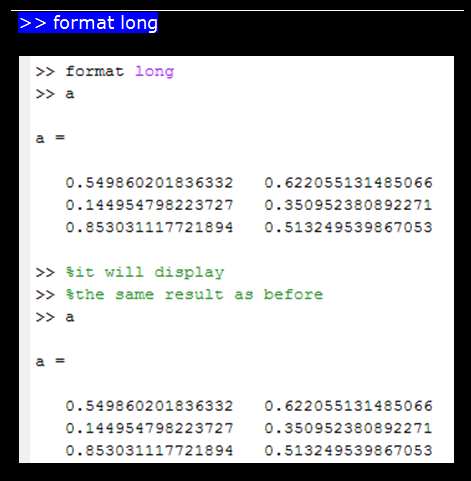 >> format long
>> format long
>> a
a =
0.549860201836332 0.622055131485066
0.144954798223727 0.350952380892271
0.853031117721894 0.513249539867053
>> %it will display
>> %the same result as before
>> a
a =
0.549860201836332 0.622055131485066
0.144954798223727 0.350952380892271
0.853031117721894 0.513249539867053